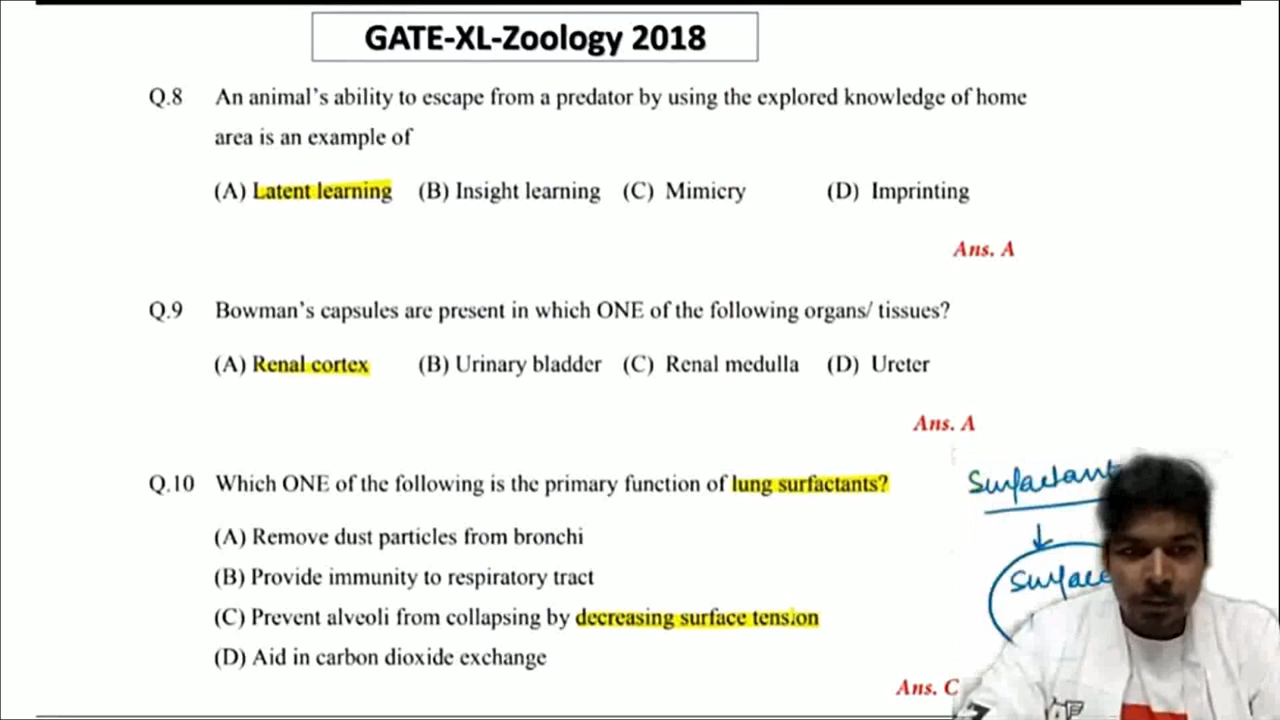 GATE-XL-Zoology 2018
Q.8 An animal's ability to escape from a predator by using the explored knowledge of home
area is an example of
(A) Latent learning (B) Insight learning (C) Mimicry (D) Imprinting
Ans. A
Q.9 Bowman's capsules are present in which ONE of the following organs/ tissues?
(A) Renal cortex (B) Urinary bladder (C) Renal medulla (D) Ureter
Ans. A
Q.10 Which ONE of the following is the primary function of lung surfactants?
Surfactant
(A) Remove dust particles from bronchi
(B) Provide immunity to respiratory tract
surface
(C) Prevent alveoli from collapsing by decreasing surface tension
(D) Aid in carbon dioxide exchange
Ans. C